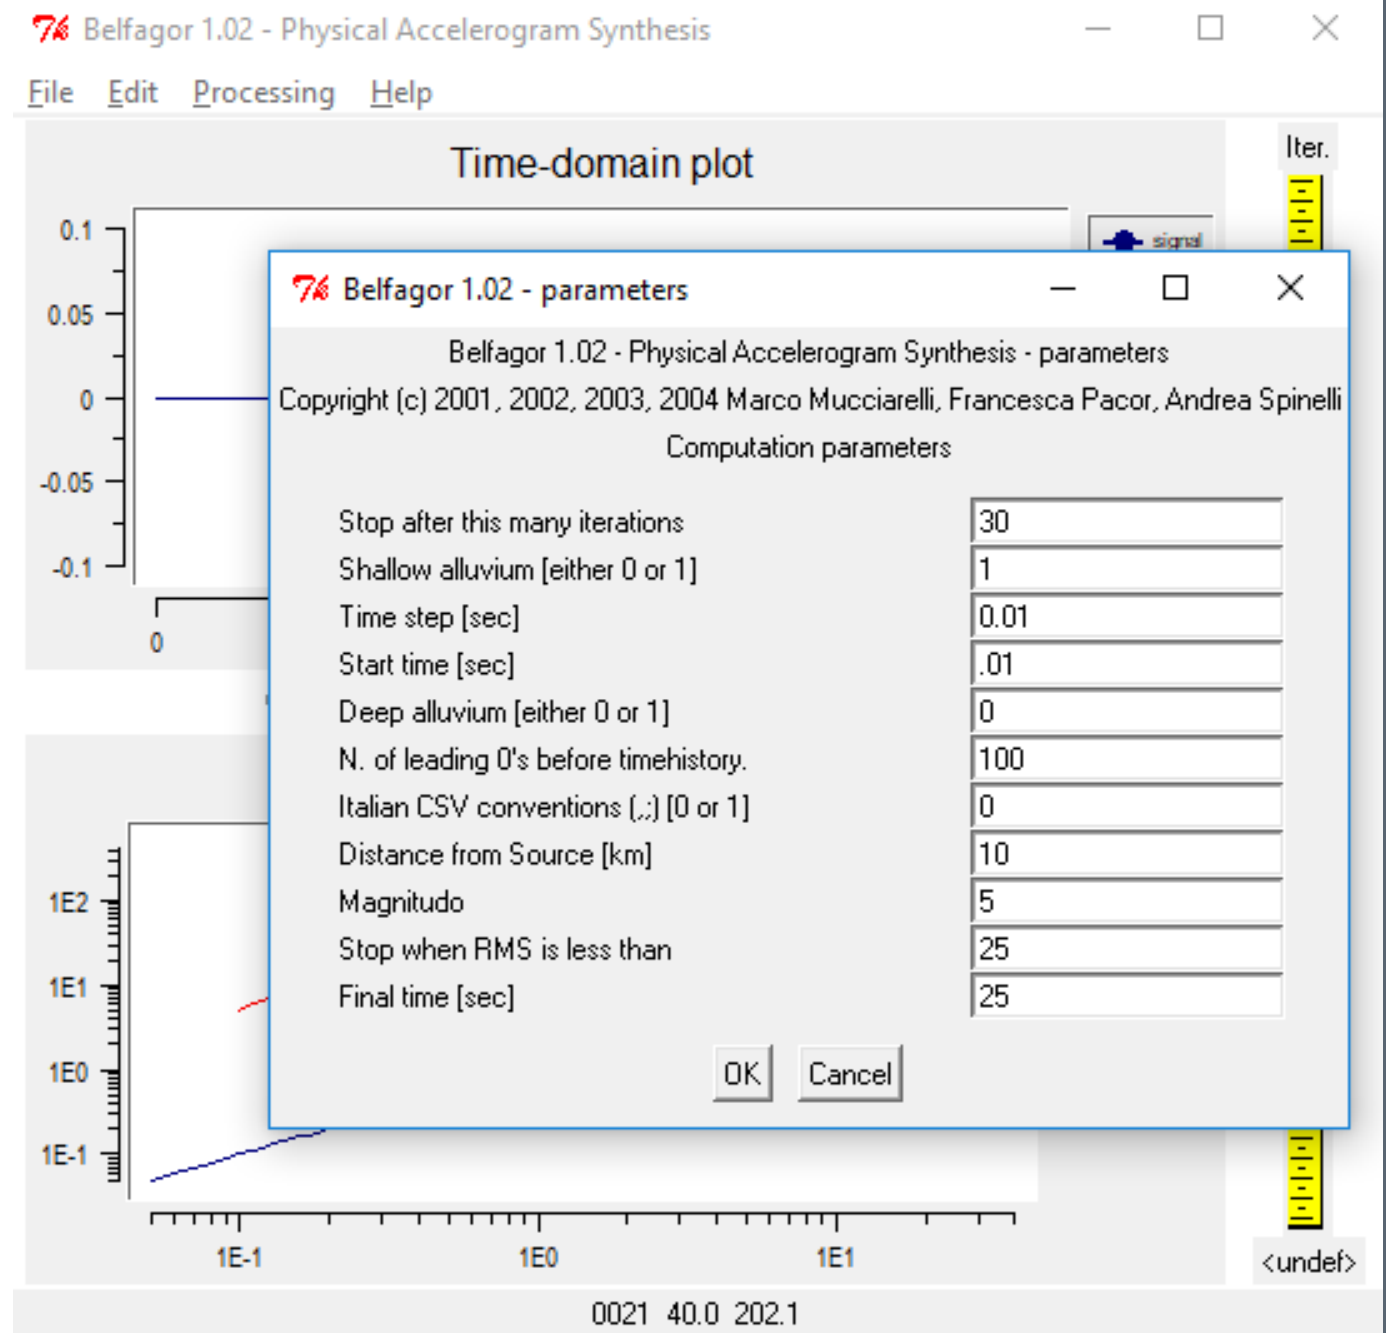 Belfagor 1.02 - Physical Accelerogram Synthesis
File Edit Processing Help
Time-domain plot
Iter.
0.1
signal
0.05
0
-0.05
-0.1
0
Belfagor 1.02 - parameters
Belfagor 1.02 - Physical Accelerogram Synthesis - parameters
Copyright (c) 2001, 2002, 2003, 2004 Marco Mucciarelli, Francesca Pacor, Andrea Spinelli
Computation parameters
Stop after this many iterations 30
Shallow alluvium [either 0 or 1] 1
Time step [sec] 0.01
Start time [sec] .01
Deep alluvium [either 0 or 1] 0
N. of leading 0's before timehistory. 100
Italian CSV conventions (,;) [0 or 1] 0
Distance from Source [km] 10
Magnitudo 5
Stop when RMS is less than 25
Final time [sec] 25
OK Cancel
1E2
1E1
1E0
1E-1
1E-1 1E0 1E1
<undef>
0021 40.0 202.1